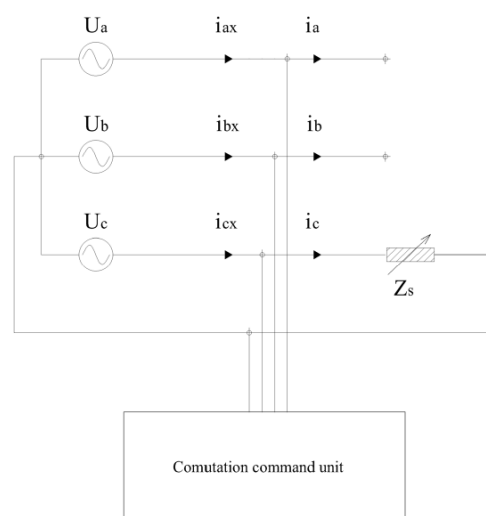 Ua iax ia
Ub ibx ib
Uc icx ic
Zs
Comutation command unit